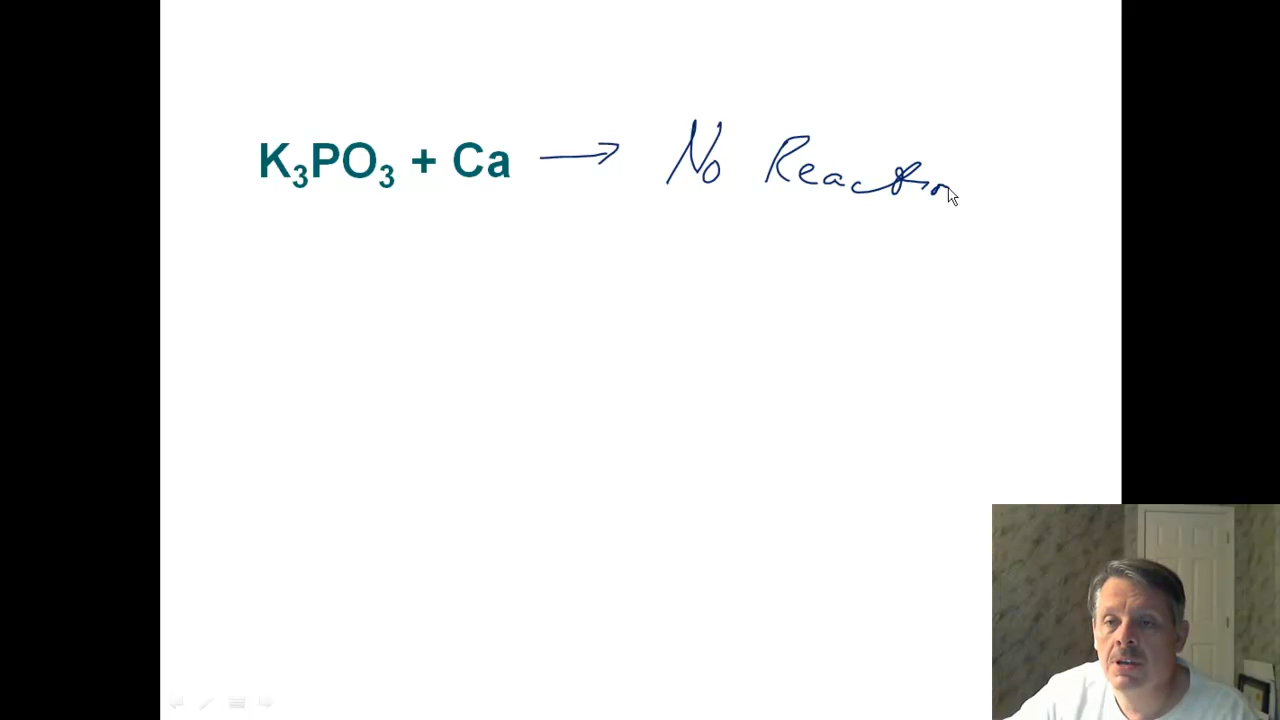 K₃PO₃ + Ca → No Reaction